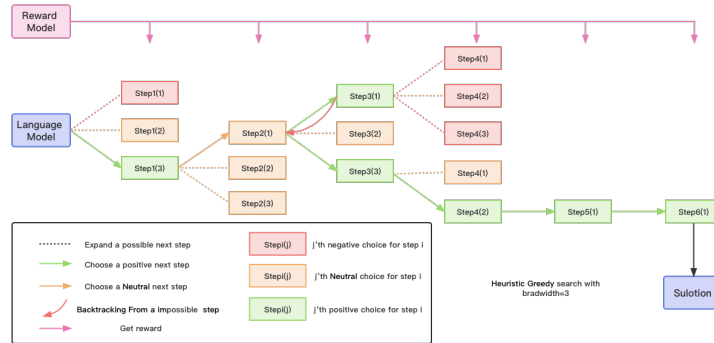 Reward
Model
Step4(1)
Step1(1)
Step3(1)
Step4(2)
Language
Model
Step1(2)
Step2(1)
Step3(2)
Step4(3)
Step1(3)
Step2(2)
Step3(3)
Step4(1)
Step2(3)
Step4(2)
Step5(1)
Step6(1)
Expand a possible next step
Choose a positive next step
Choose a Neutral next step
Backtracking From a impossible step
Get reward
Stepi(j)
j'th negative choice for step i
Stepi(j)
j'th Neutral choice for step i
Stepi(j)
j'th positive choice for step i
Heuristic Greedy search with
bradwidth=3
Sulotion